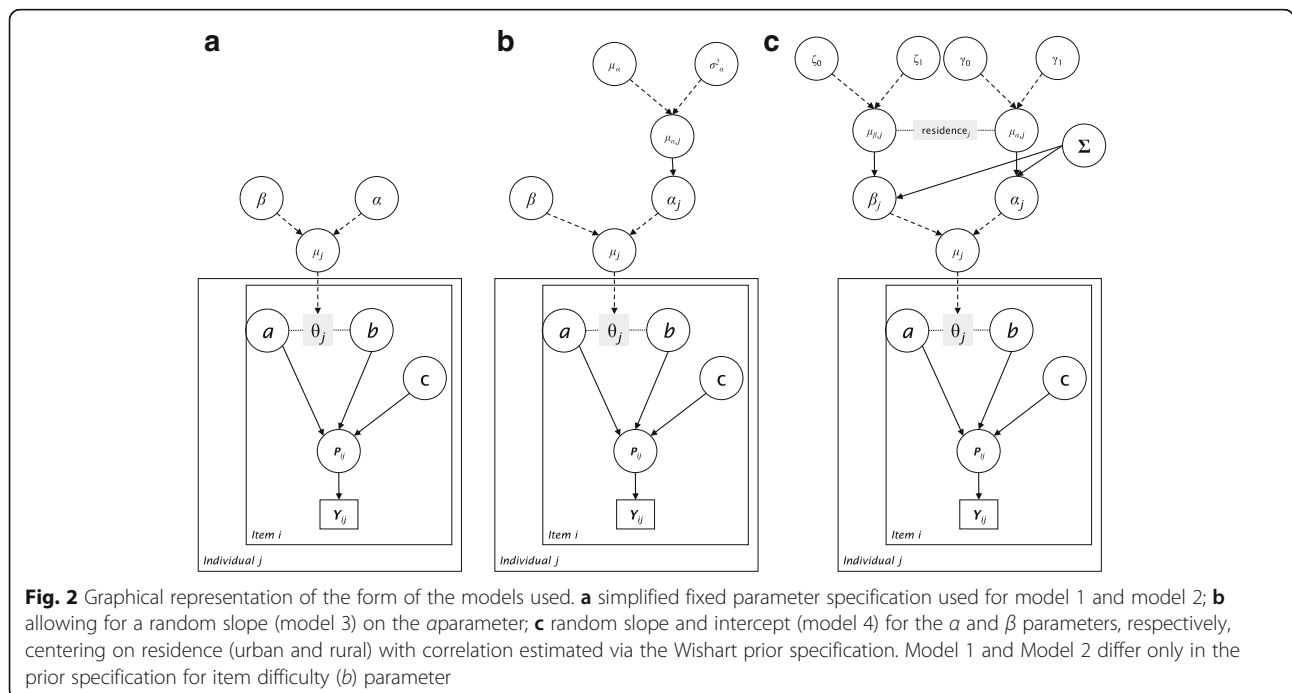 a
b
c
μα
σ²α
ζ0
ζ1
γ0
γ1
μα,j
μβ,j
residencej
μα,j
Σ
β
α
β
αj
βj
αj
μj
μj
μj
a
θj
b
a
θj
b
a
θj
b
c
c
c
Pij
Pij
Pij
Yij
Yij
Yij
Item i
Item i
Item i
Individual j
Individual j
Individual j
Fig. 2 Graphical representation of the form of the models used. a simplified fixed parameter specification used for model 1 and model 2; b
allowing for a random slope (model 3) on the αparameter; c random slope and intercept (model 4) for the α and β parameters, respectively,
centering on residence (urban and rural) with correlation estimated via the Wishart prior specification. Model 1 and Model 2 differ only in the
prior specification for item difficulty (b) parameter